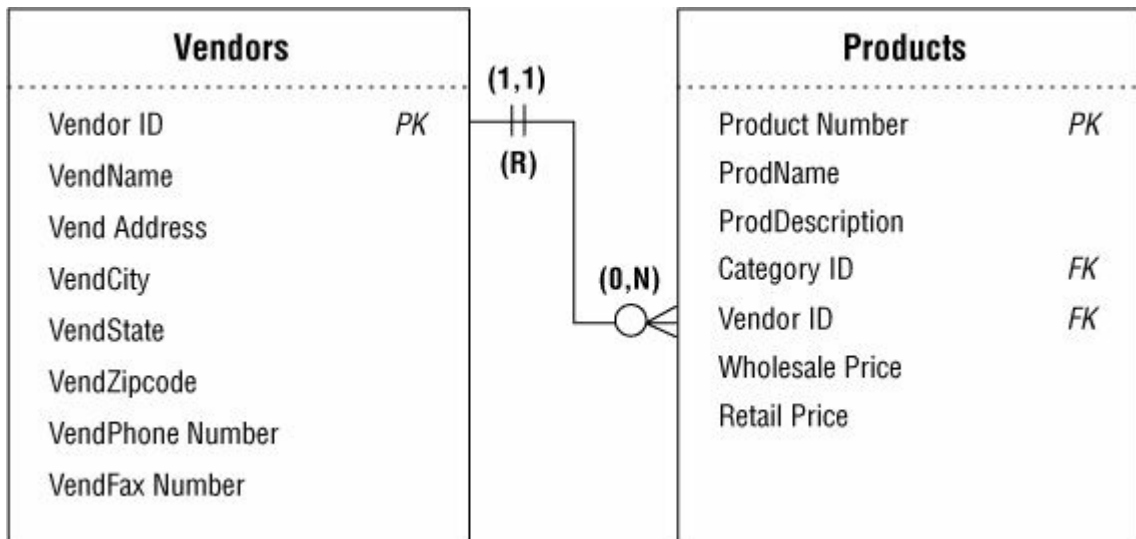 Vendors
Vendor ID PK
VendName
Vend Address
VendCity
VendState
VendZipcode
VendPhone Number
VendFax Number
(1,1)
(R)
(0,N)
Products
Product Number PK
ProdName
ProdDescription
Category ID FK
Vendor ID FK
Wholesale Price
Retail Price